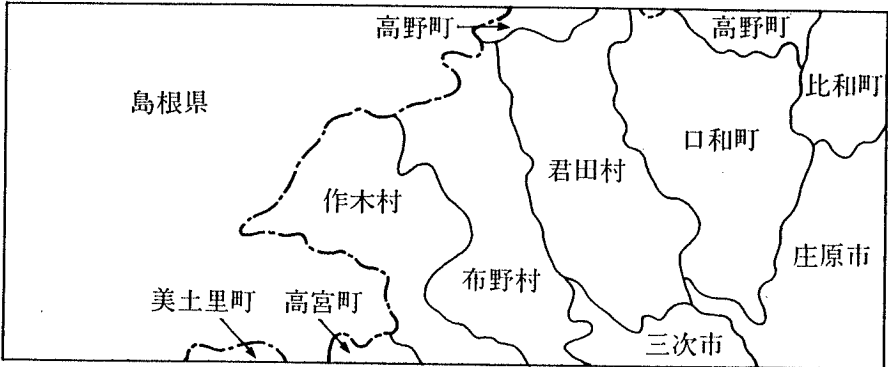 高野町
高野町
比和町
島根県
口和町
君田村
作木村
庄原市
布野村
美土里町
高宮町
三次市